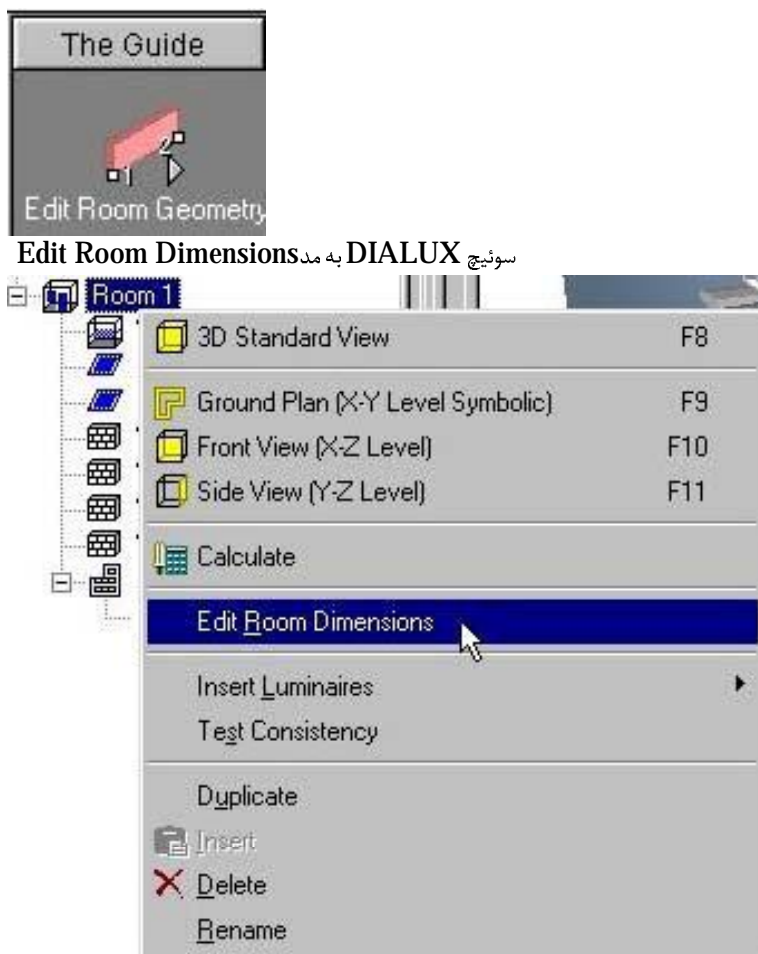 The Guide
1 2
Edit Room Geometry
سوئیچ DIALUX به مد Edit Room Dimensions
Room 1
3D Standard View F8
Ground Plan (X-Y Level Symbolic) F9
Front View (X-Z Level) F10
Side View (Y-Z Level) F11
Calculate
Edit Room Dimensions
Insert Luminaires
Test Consistency
Duplicate
Insert
Delete
Rename